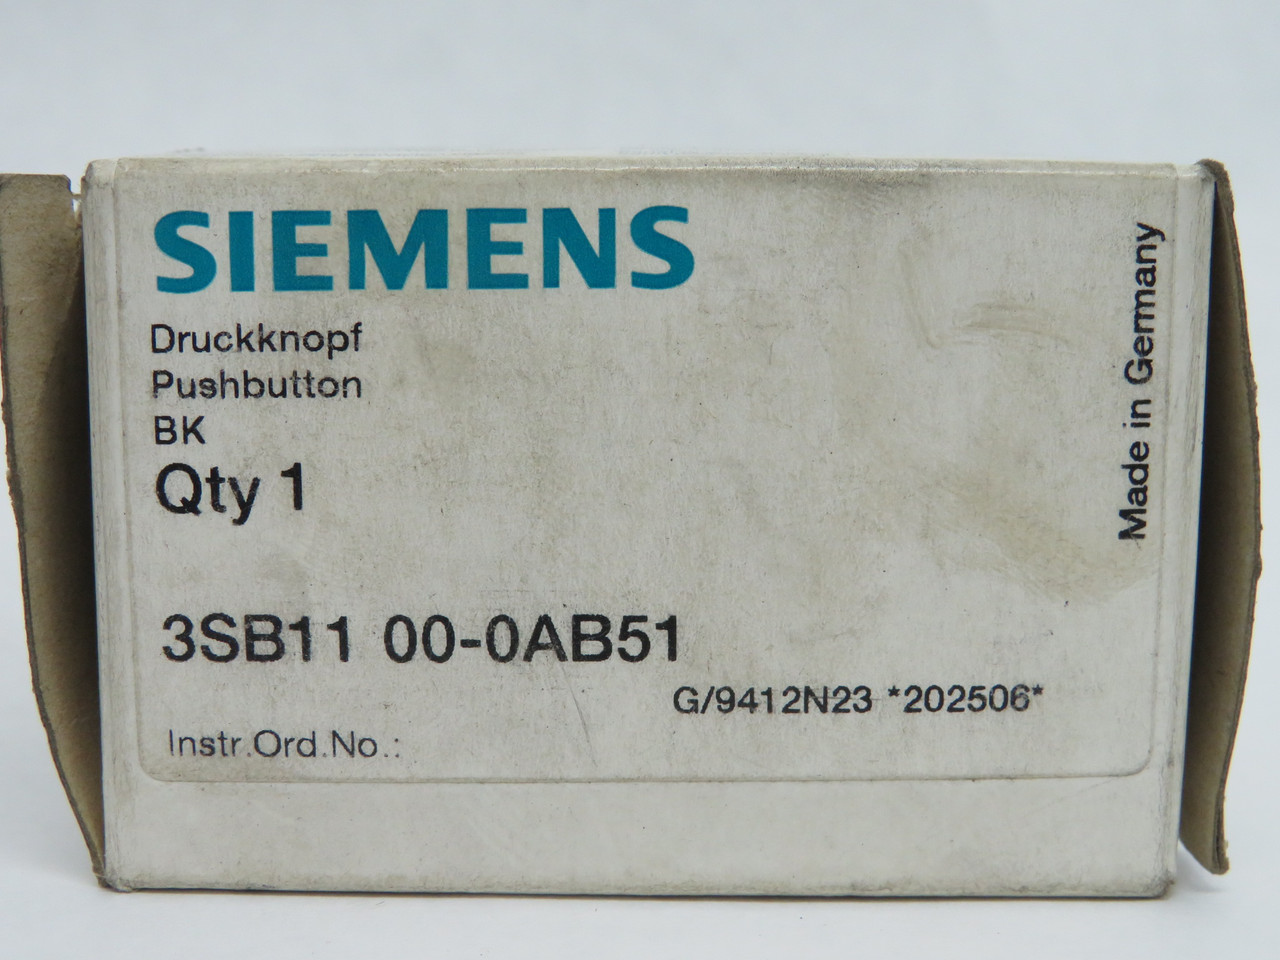 SIEMENS
Druckknopf
Pushbutton
BK
Qty 1
3SB11 00-0AB51
G/9412N23 *202506*
Instr.Ord.No.:
Made in Germany